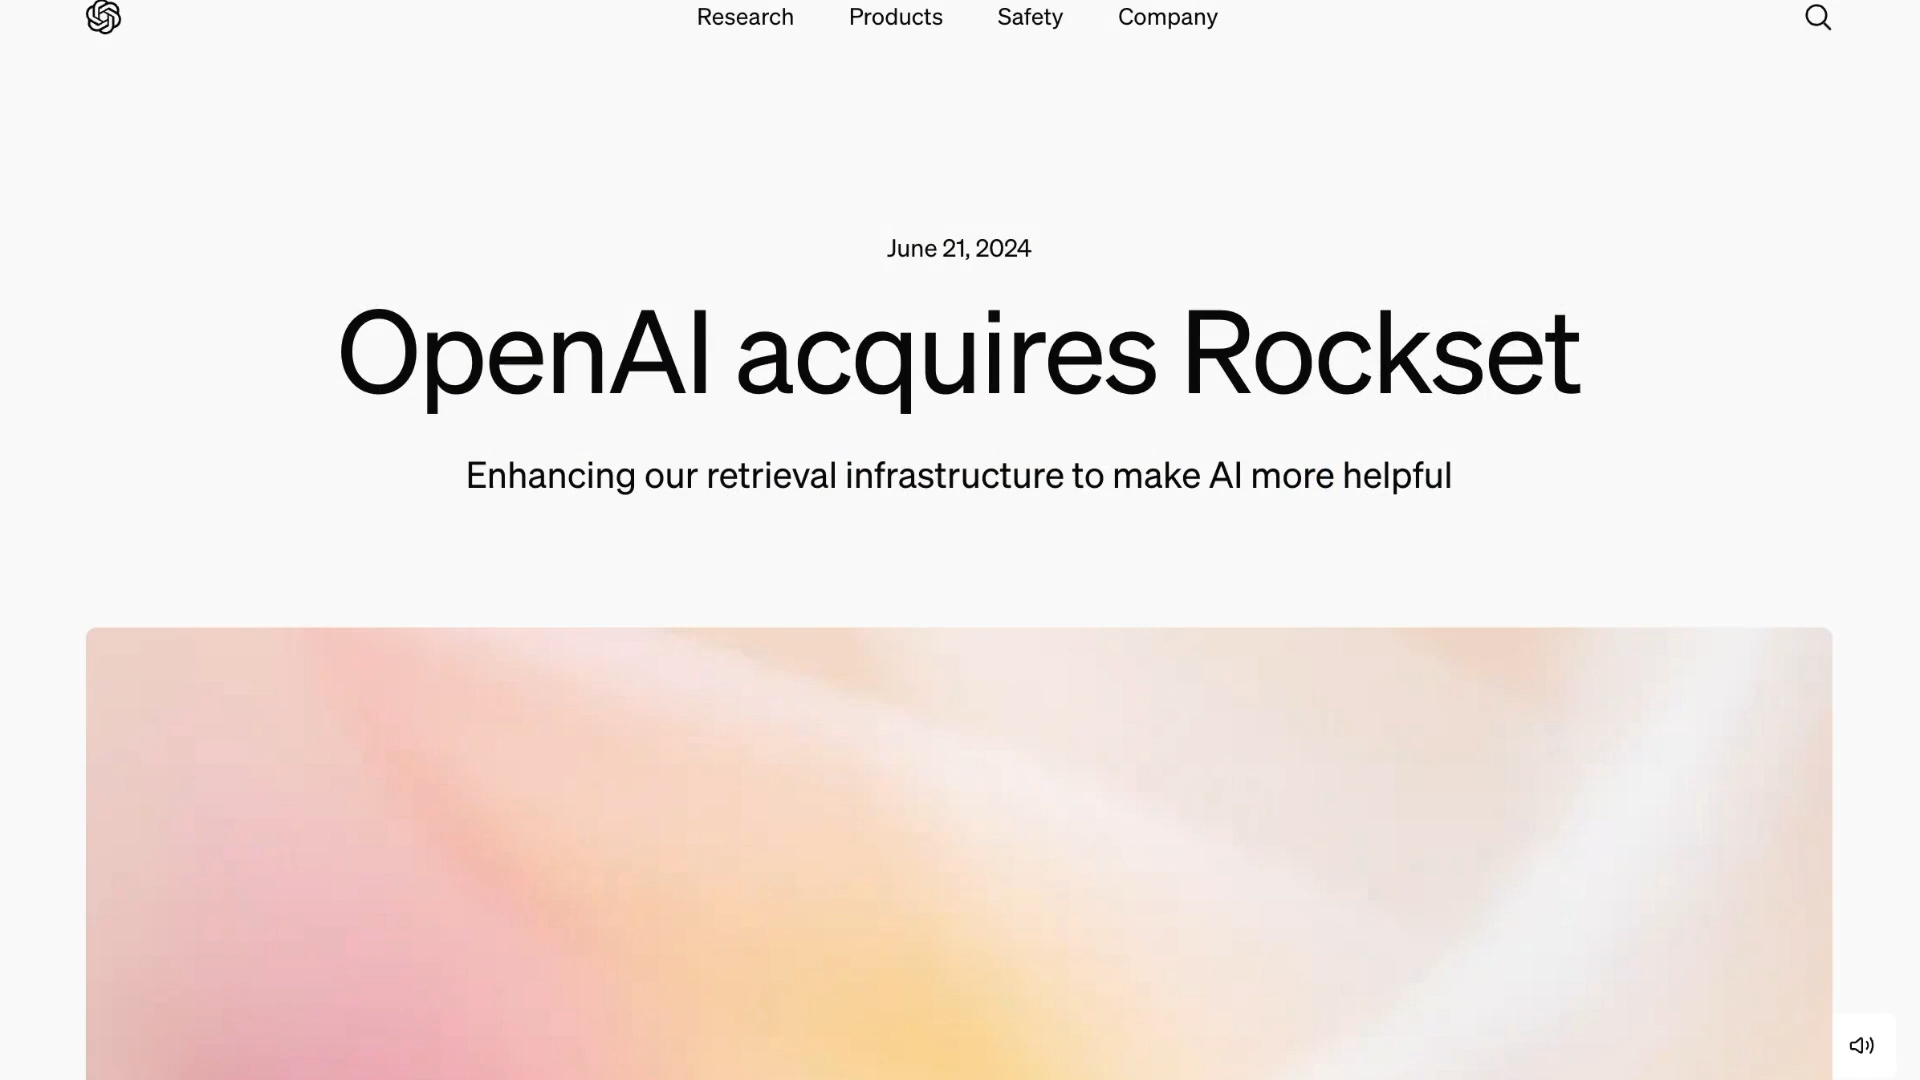 Research Products Safety Company
June 21, 2024
OpenAI acquires Rockset
Enhancing our retrieval infrastructure to make AI more helpful